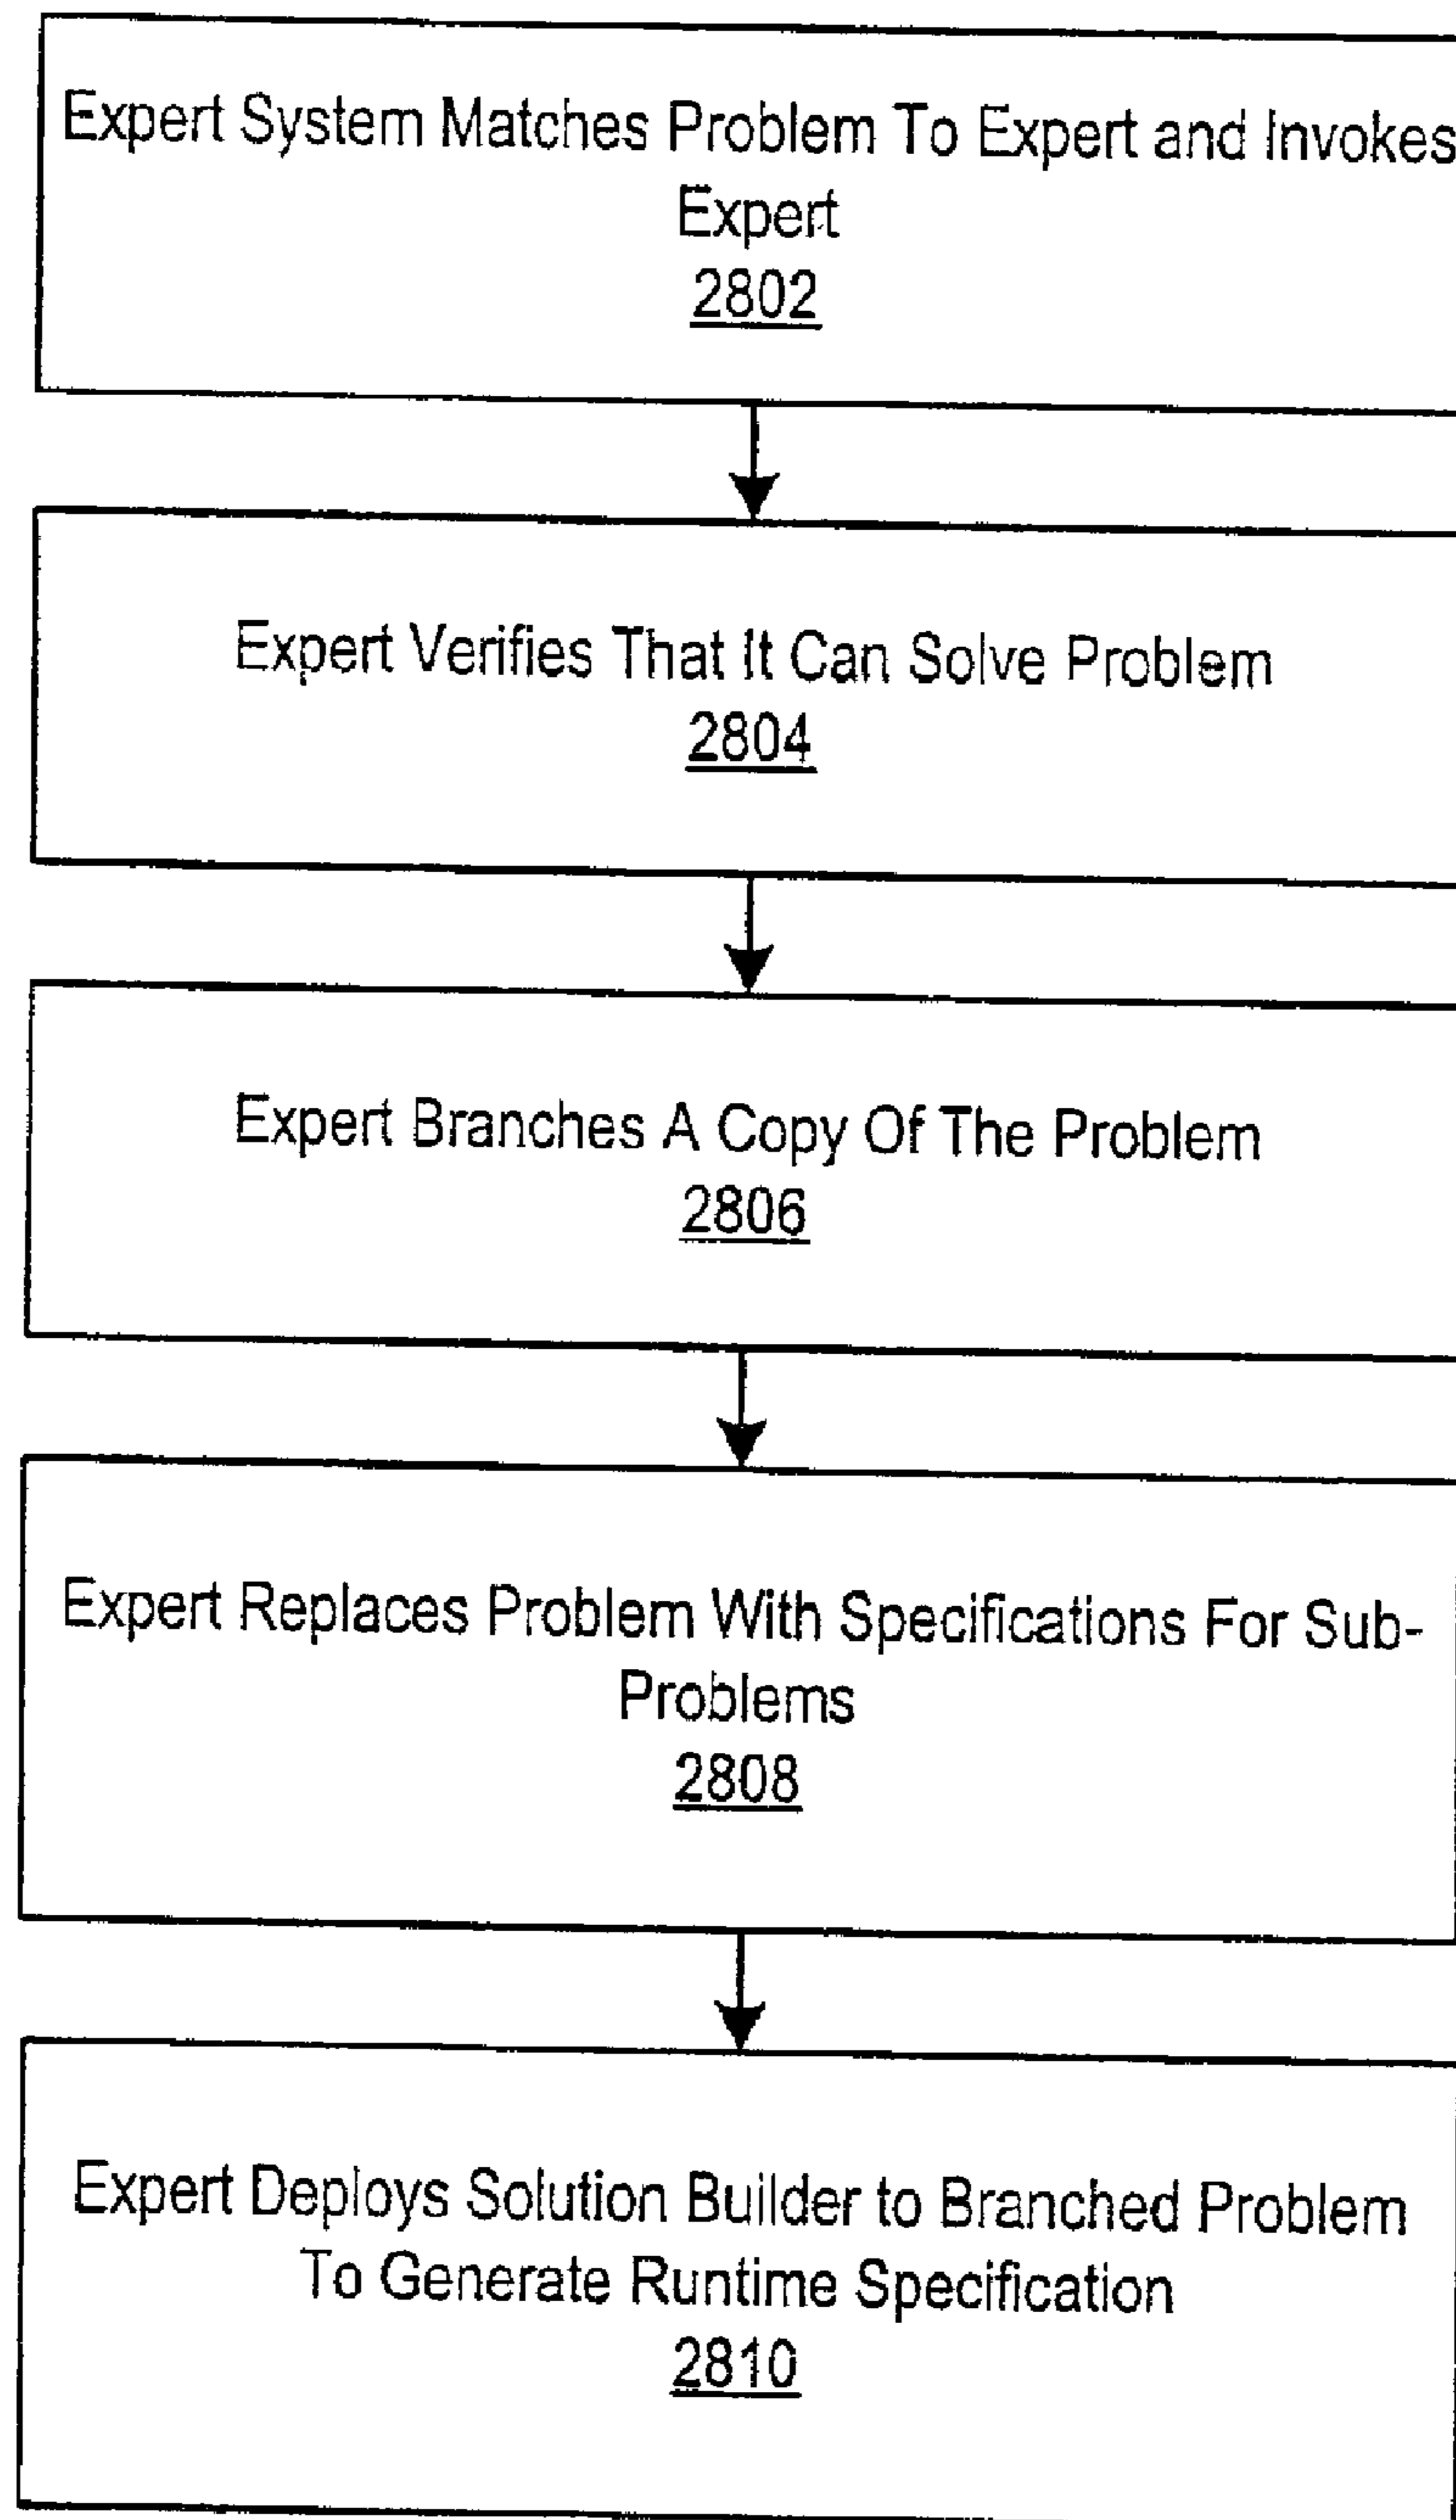 Expert System Matches Problem To Expert and Invokes
Expert
2802
Expert Verifies That It Can Solve Problem
2804
Expert Branches A Copy Of The Problem
2806
Expert Replaces Problem With Specifications For Sub-
Problems
2808
Expert Deploys Solution Builder to Branched Problem
To Generate Runtime Specification
2810